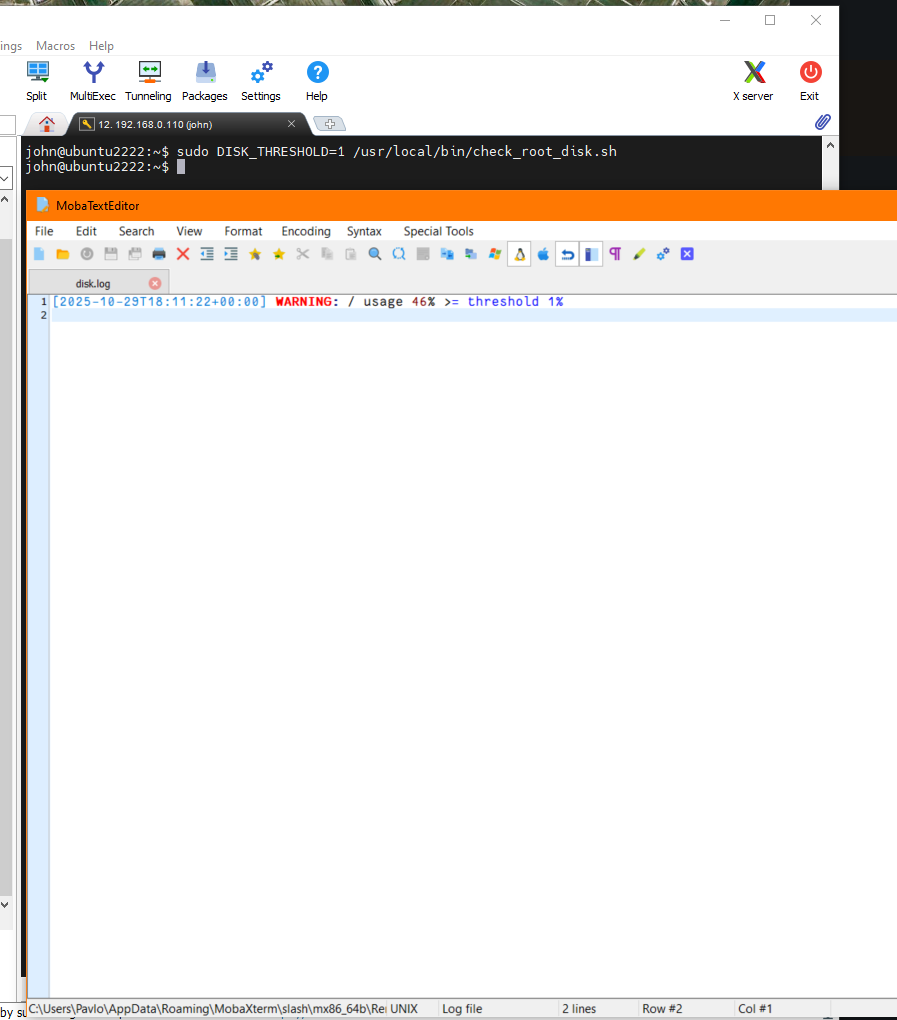 ings Macros Help
Split MultiExec Tunneling Packages Settings Help X server Exit
12. 192.168.0.110 (john)
john@ubuntu2222:~$ sudo DISK_THRESHOLD=1 /usr/local/bin/check_root_disk.sh
john@ubuntu2222:~$
MobaTextEditor
File Edit Search View Format Encoding Syntax Special Tools
disk.log
1 [2025-10-29T18:11:22+00:00] WARNING: / usage 46% >= threshold 1%
2
C:\Users\Pavlo\AppData\Roaming\MobaXterm\slash\mx86_64b\Re UNIX Log file 2 lines Row #2 Col #1
by su